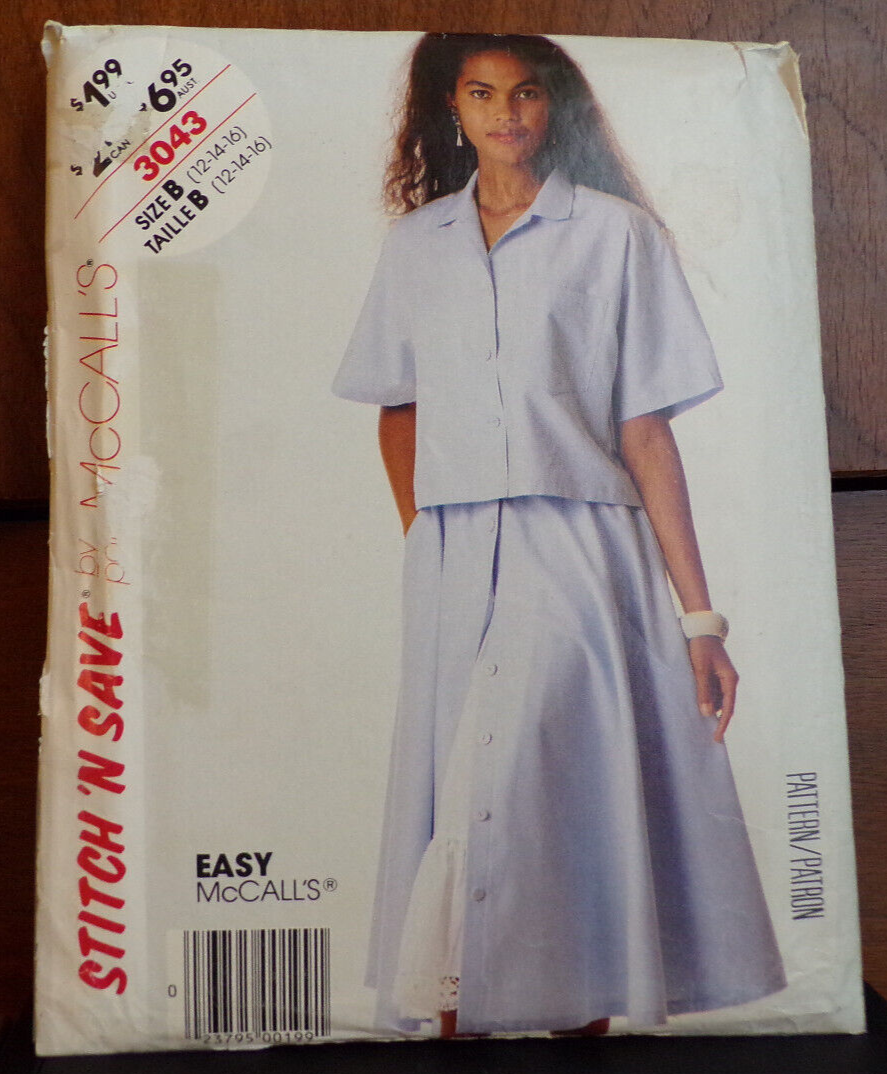 $1.99
$6.95 AUST.
CAN
3043
SIZE B (12-14-16)
TAILLE B (12-14-16)
STITCH 'N SAVE® by McCALL'S®
EASY
McCALL'S®
0 23795 00199
PATTERN/PATRON